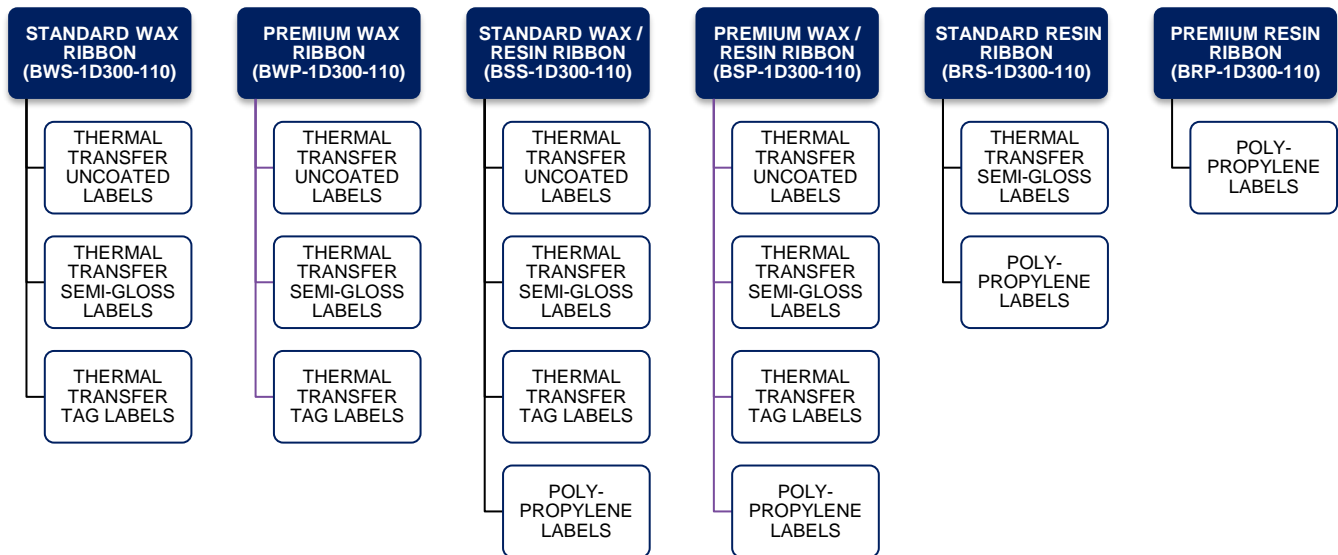 STANDARD WAX
RIBBON
(BWS-1D300-110)
THERMAL
TRANSFER
UNCOATED
LABELS
THERMAL
TRANSFER
SEMI-GLOSS
LABELS
THERMAL
TRANSFER
TAG LABELS
PREMIUM WAX
RIBBON
(BWP-1D300-110)
THERMAL
TRANSFER
UNCOATED
LABELS
THERMAL
TRANSFER
SEMI-GLOSS
LABELS
THERMAL
TRANSFER
TAG LABELS
STANDARD WAX /
RESIN RIBBON
(BSS-1D300-110)
THERMAL
TRANSFER
UNCOATED
LABELS
THERMAL
TRANSFER
SEMI-GLOSS
LABELS
THERMAL
TRANSFER
TAG LABELS
POLY-
PROPYLENE
LABELS
PREMIUM WAX /
RESIN RIBBON
(BSP-1D300-110)
THERMAL
TRANSFER
UNCOATED
LABELS
THERMAL
TRANSFER
SEMI-GLOSS
LABELS
THERMAL
TRANSFER
TAG LABELS
POLY-
PROPYLENE
LABELS
STANDARD RESIN
RIBBON
(BRS-1D300-110)
THERMAL
TRANSFER
SEMI-GLOSS
LABELS
POLY-
PROPYLENE
LABELS
PREMIUM RESIN
RIBBON
(BRP-1D300-110)
POLY-
PROPYLENE
LABELS